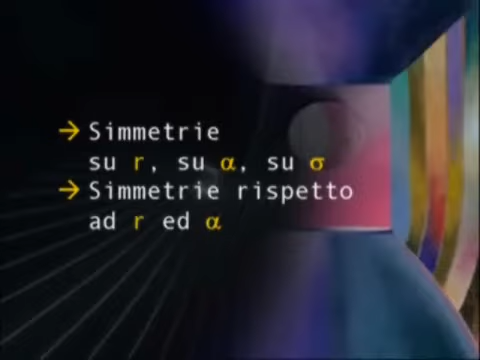 → Simmetrie
su r, su α, su σ
→ Simmetrie rispetto
ad r ed α